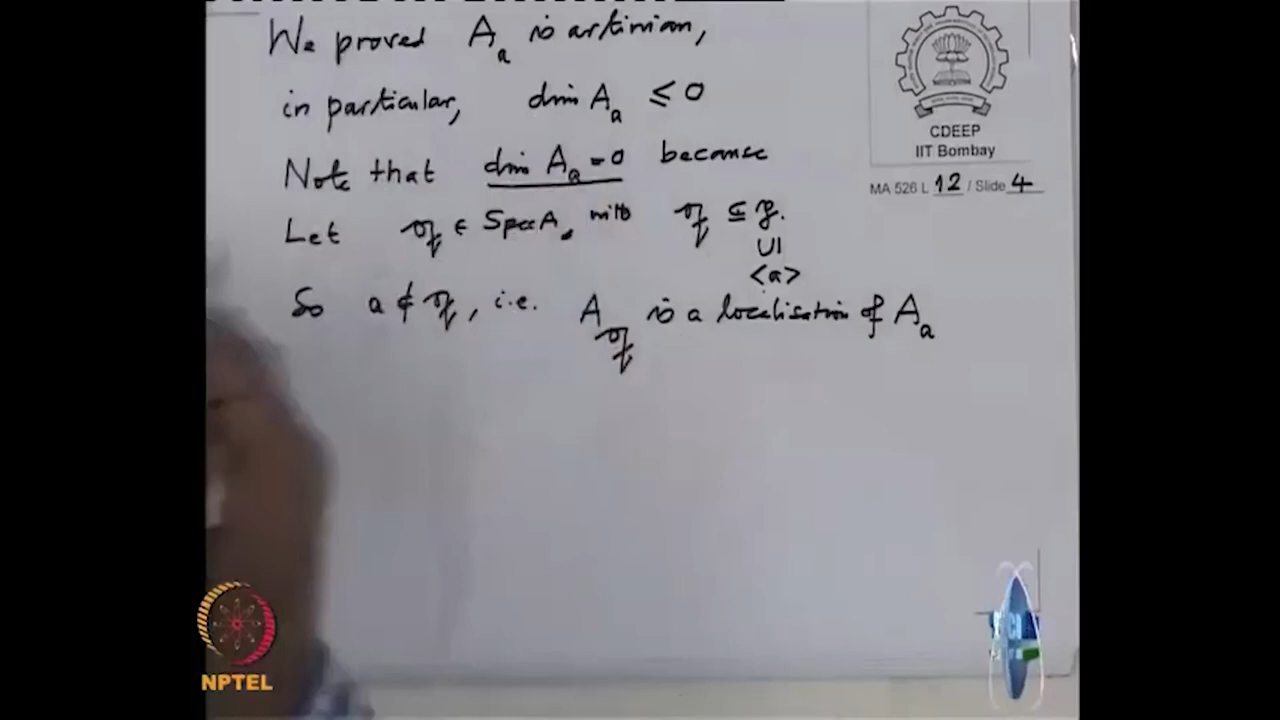 We proved A_a is artinian,
in particular, dim A_a ≤ 0
Note that dim A_a = 0 because
Let 𝔮 ∈ Spec A, with 𝔮 ⊊ 𝔭.
∪|
<a>
So a ∉ 𝔮, i.e. A_𝔮 is a localisation of A_a
CDEEP
IIT Bombay
MA 526 L 12 / Slide 4
NPTEL